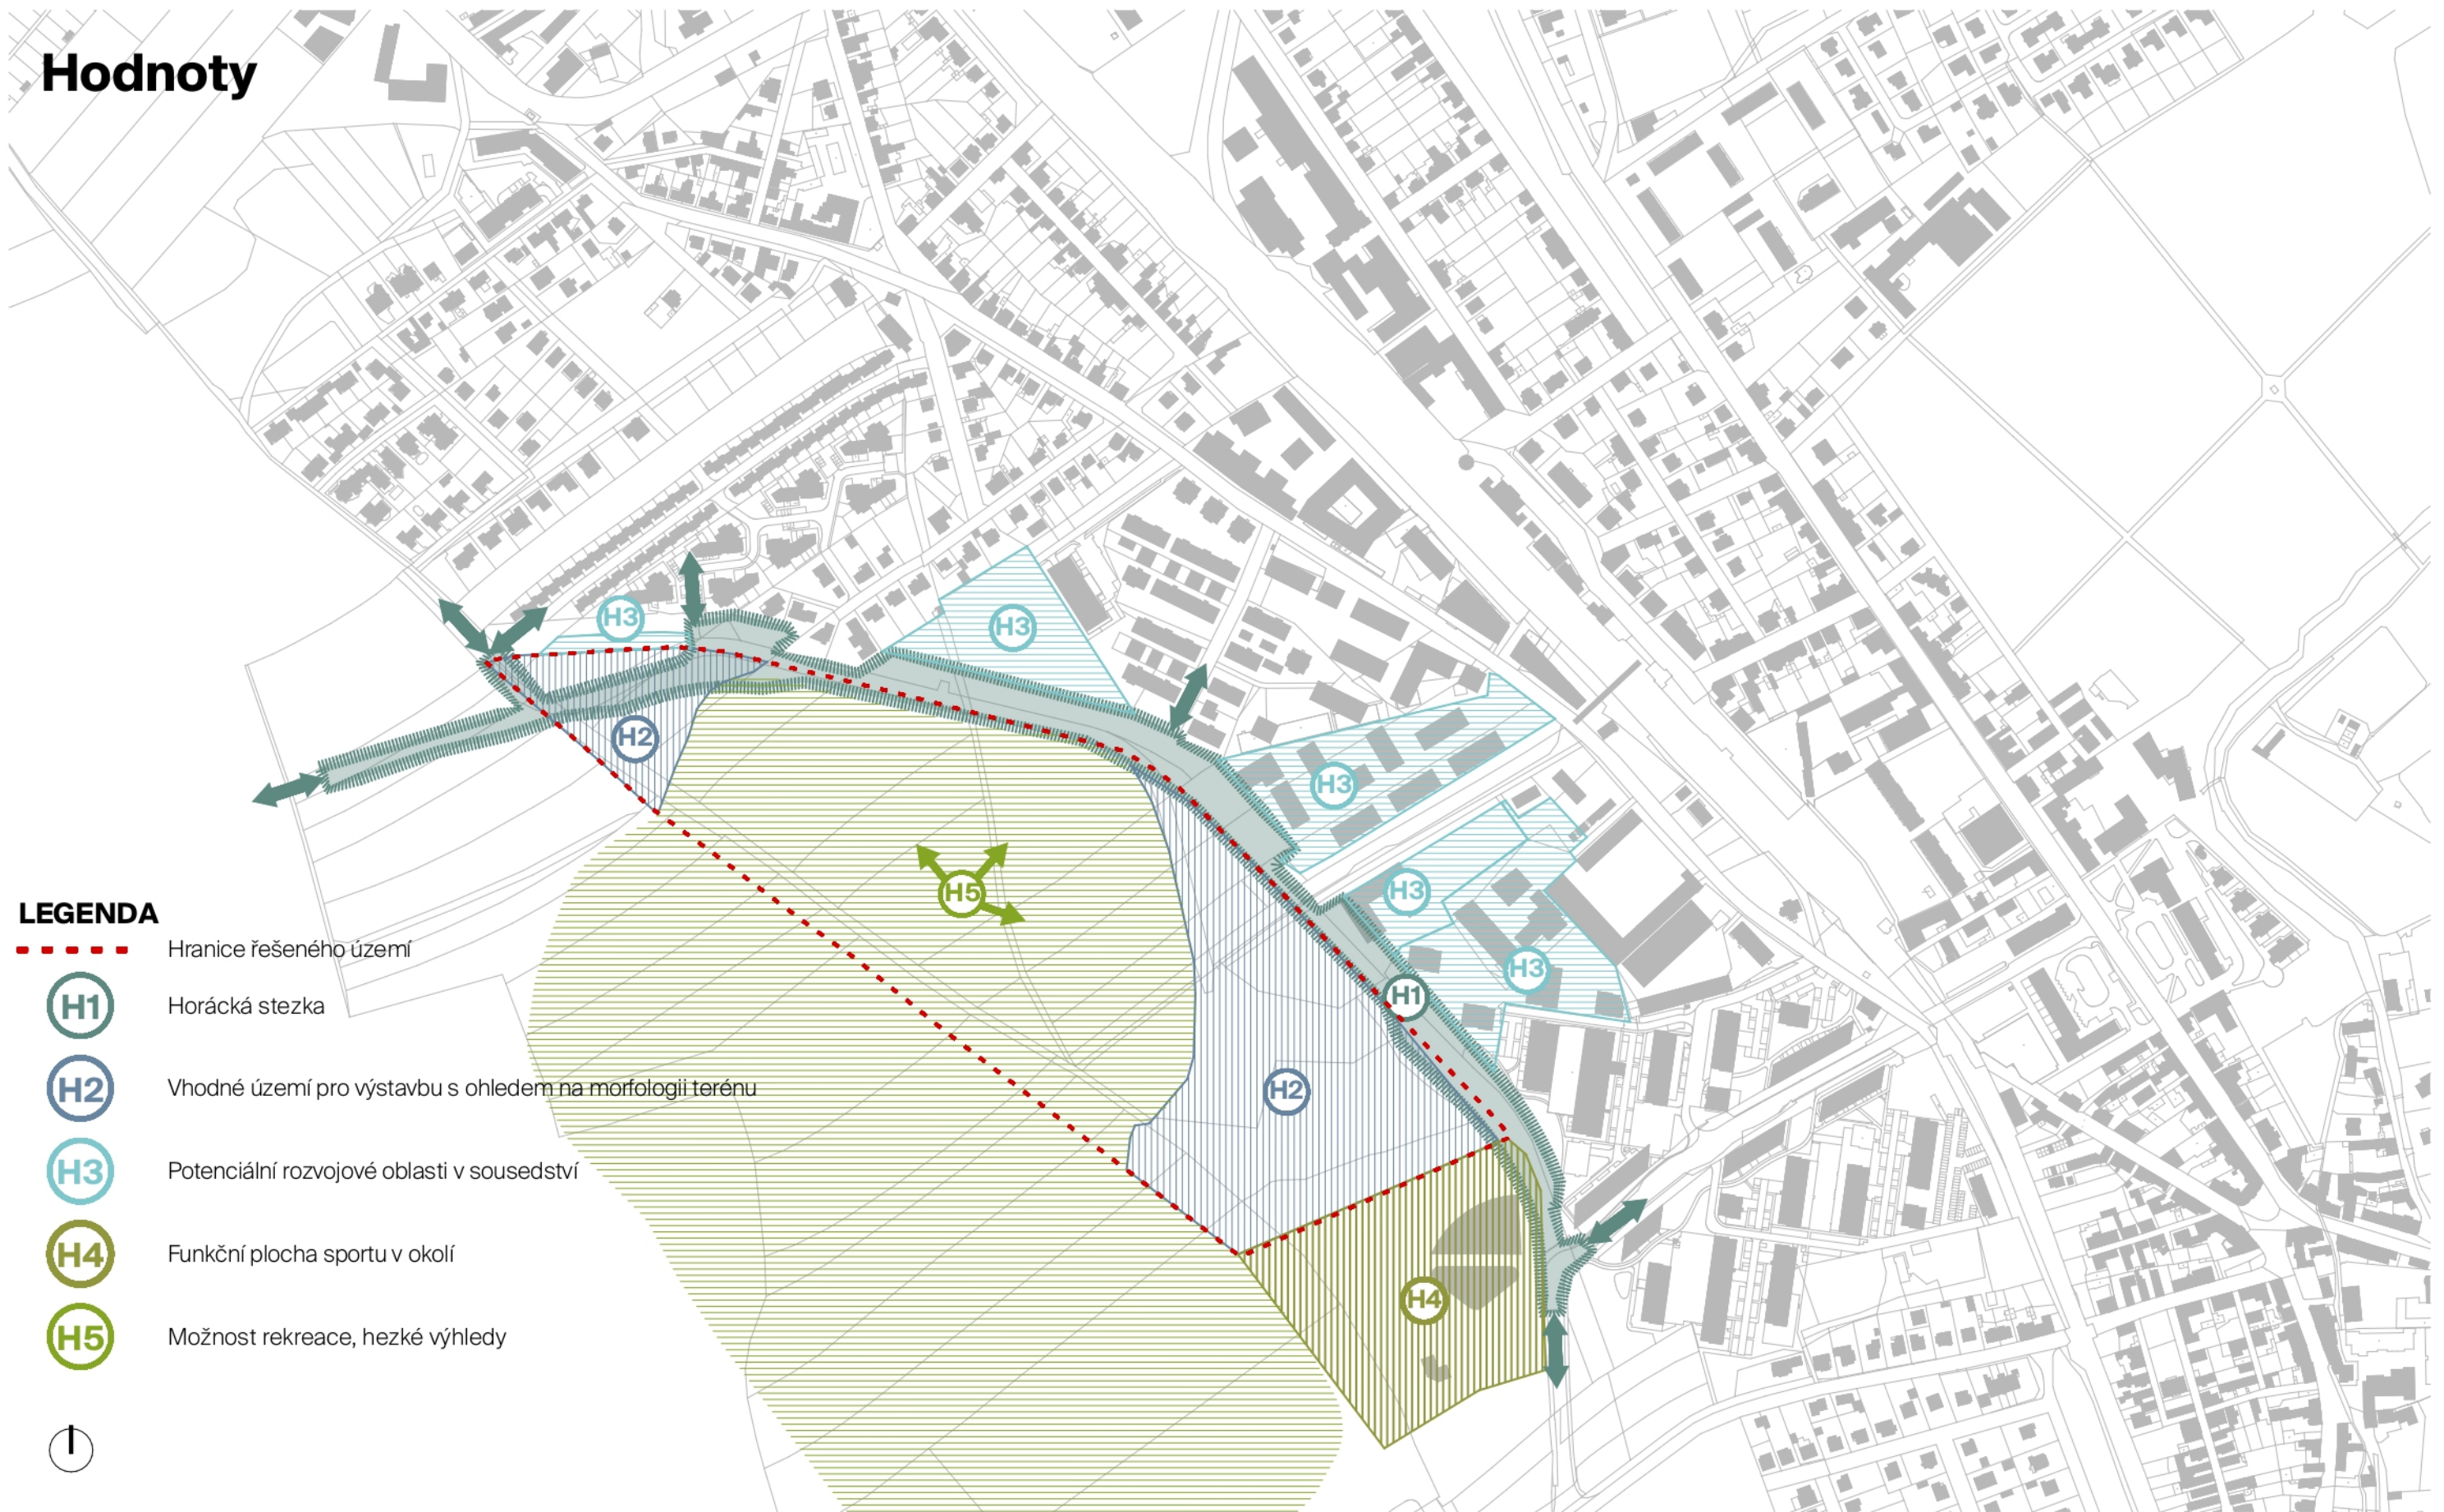 Hodnoty
H3
H3
H2
H3
H5
H3
H3
H1
H2
H4
LEGENDA
Hranice řešeného území
H1 Horácká stezka
H2 Vhodné území pro výstavbu s ohledem na morfologii terénu
H3 Potenciální rozvojové oblasti v sousedství
H4 Funkční plocha sportu v okolí
H5 Možnost rekreace, hezké výhledy